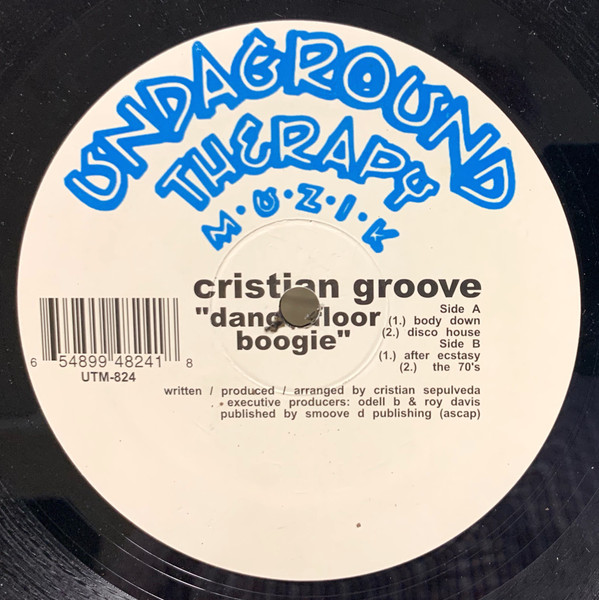 UNDAGROUND
THERAPY
M•U•Z•I•K
cristian groove
"dancefloor
boogie"
Side A
(1.) body down
(2.) disco house
Side B
(1.) after ecstasy
(2.) the 70's
6 54899 48241 8
UTM-824
written / produced / arranged by cristian sepulveda
executive producers: odell b & roy davis
published by smoove d publishing (ascap)